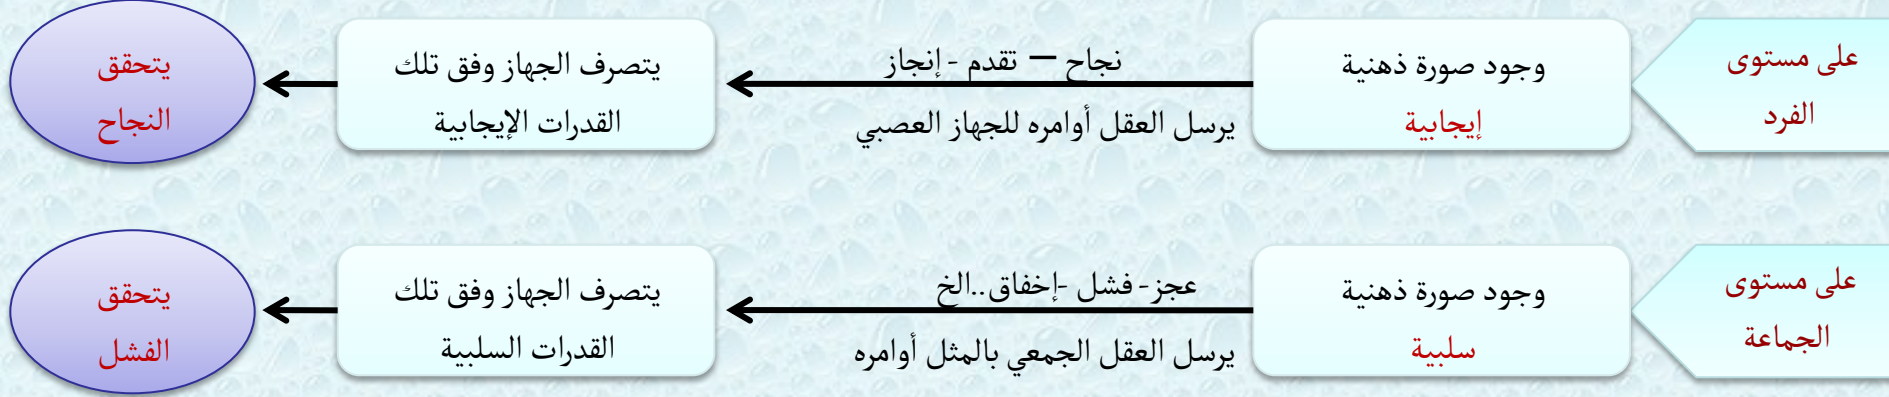 على مستوى
الفرد
وجود صورة ذهنية
إيجابية
نجاح – تقدم - إنجاز
يرسل العقل أوامره للجهاز العصبي
يتصرف الجهاز وفق تلك
القدرات الإيجابية
يتحقق
النجاح
على مستوى
الجماعة
وجود صورة ذهنية
سلبية
عجز- فشل -إخفاق..الخ
يرسل العقل الجمعي بالمثل أوامره
يتصرف الجهاز وفق تلك
القدرات السلبية
يتحقق
الفشل